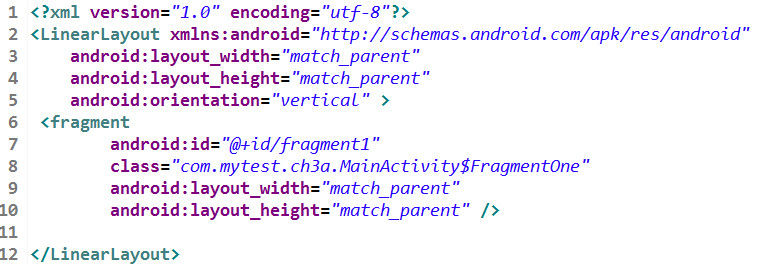 1 <?xml version="1.0" encoding="utf-8"?>
2 <LinearLayout xmlns:android="http://schemas.android.com/apk/res/android"
3     android:layout_width="match_parent"
4     android:layout_height="match_parent"
5     android:orientation="vertical" >
6  <fragment
7         android:id="@+id/fragment1"
8         class="com.mytest.ch3a.MainActivity$FragmentOne"
9         android:layout_width="match_parent"
10         android:layout_height="match_parent" />
11
12 </LinearLayout>